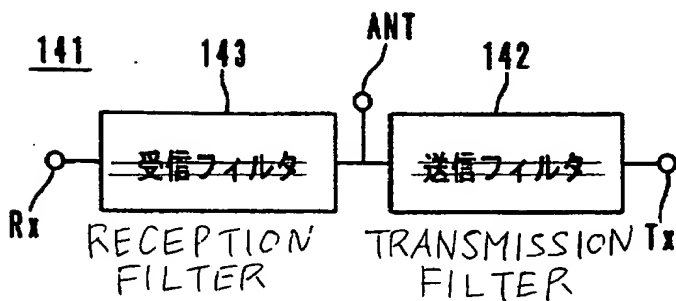 141
143
ANT
142
受信フィルタ
送信フィルタ
Rx
Tx
RECEPTION
FILTER
TRANSMISSION
FILTER